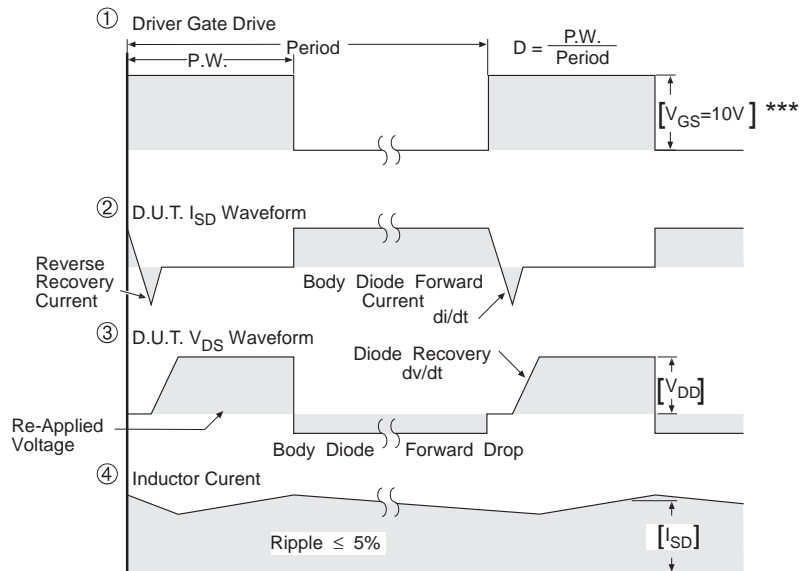 ① Driver Gate Drive
Period
P.W.
D = P.W.
Period
[VGS=10V] ***
② D.U.T. ISD Waveform
Reverse
Recovery
Current
Body Diode Forward
Current
di/dt
③ D.U.T. VDS Waveform
Diode Recovery
dv/dt
[VDD]
Re-Applied
Voltage
Body Diode Forward Drop
④ Inductor Curent
Ripple ≤ 5%
[ISD]